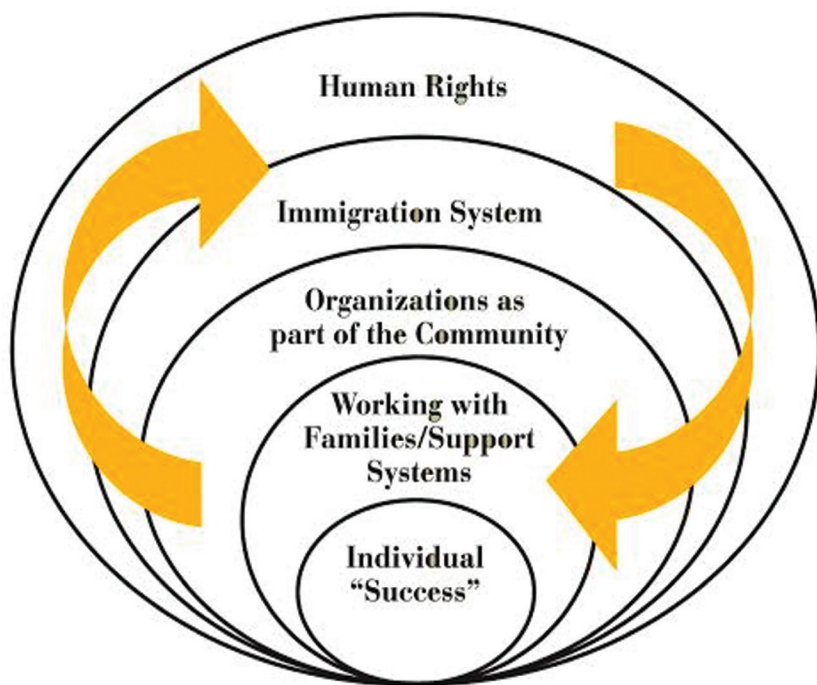 Human Rights
Immigration System
Organizations as
part of the Community
Working with
Families/Support
Systems
Individual
“Success”